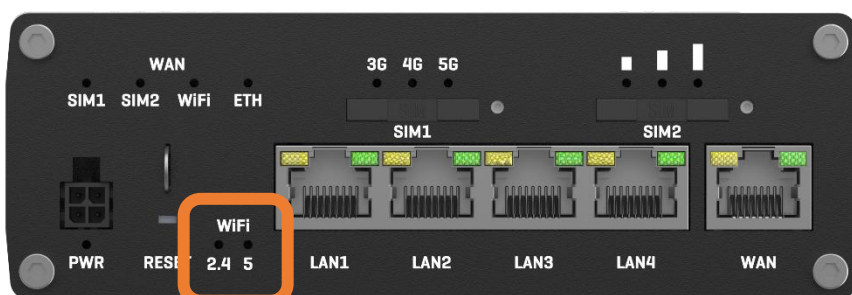 WAN
3G 4G 5G
SIM1 SIM2 WiFi ETH
SIM1
SIM2
WiFi
PWR RESET 2.4 5 LAN1 LAN2 LAN3 LAN4 WAN